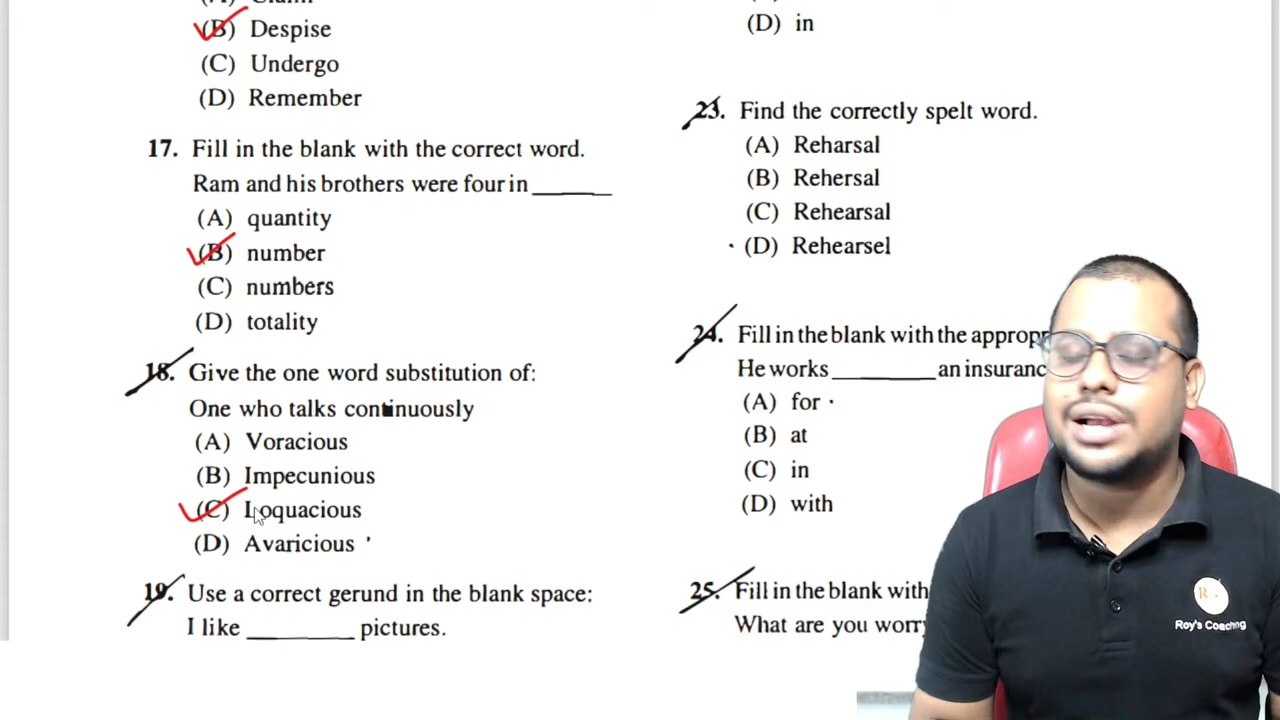 (B) Despise
(C) Undergo
(D) Remember
17. Fill in the blank with the correct word.
Ram and his brothers were four in ______
(A) quantity
(B) number
(C) numbers
(D) totality
18. Give the one word substitution of:
One who talks continuously
(A) Voracious
(B) Impecunious
(C) Loquacious
(D) Avaricious
19. Use a correct gerund in the blank space:
I like ________ pictures.
(D) in
23. Find the correctly spelt word.
(A) Reharsal
(B) Rehersal
(C) Rehearsal
(D) Rehearsel
24. Fill in the blank with the approp
He works ________ an insuranc
(A) for
(B) at
(C) in
(D) with
25. Fill in the blank with
What are you worry
Roy's Coaching